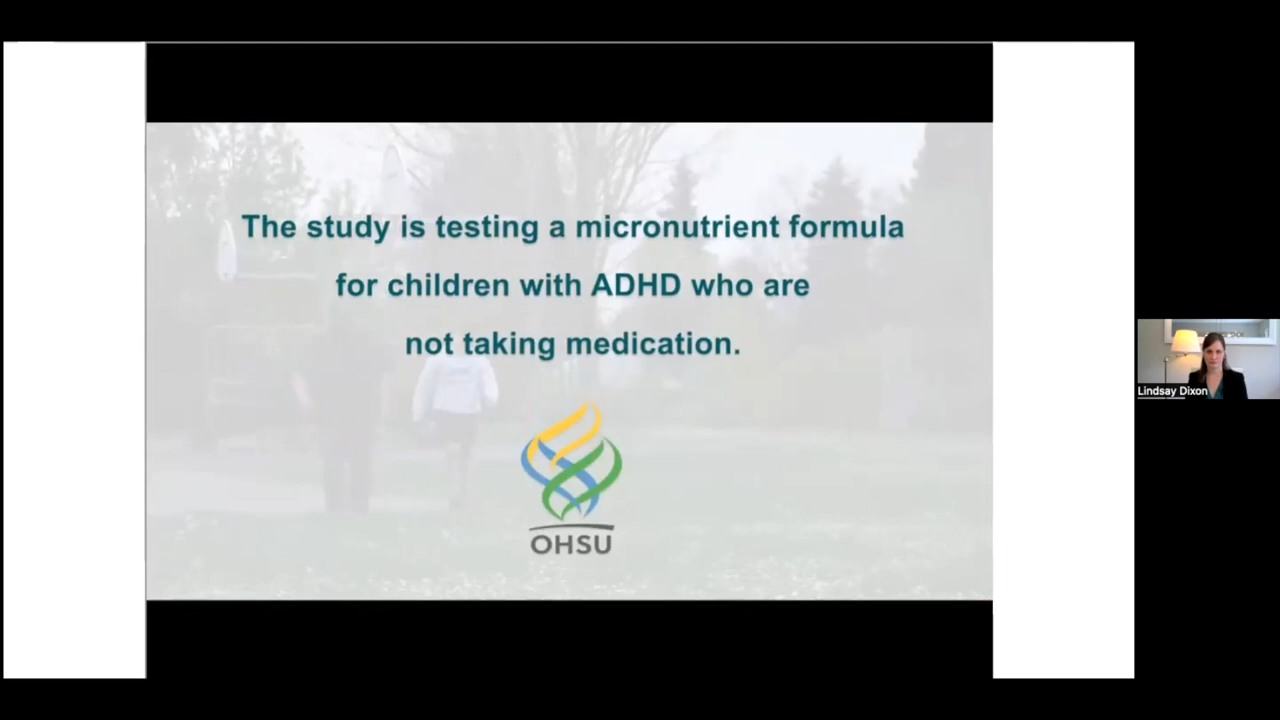 The study is testing a micronutrient formula
for children with ADHD who are
not taking medication.
OHSU
Lindsay Dixon